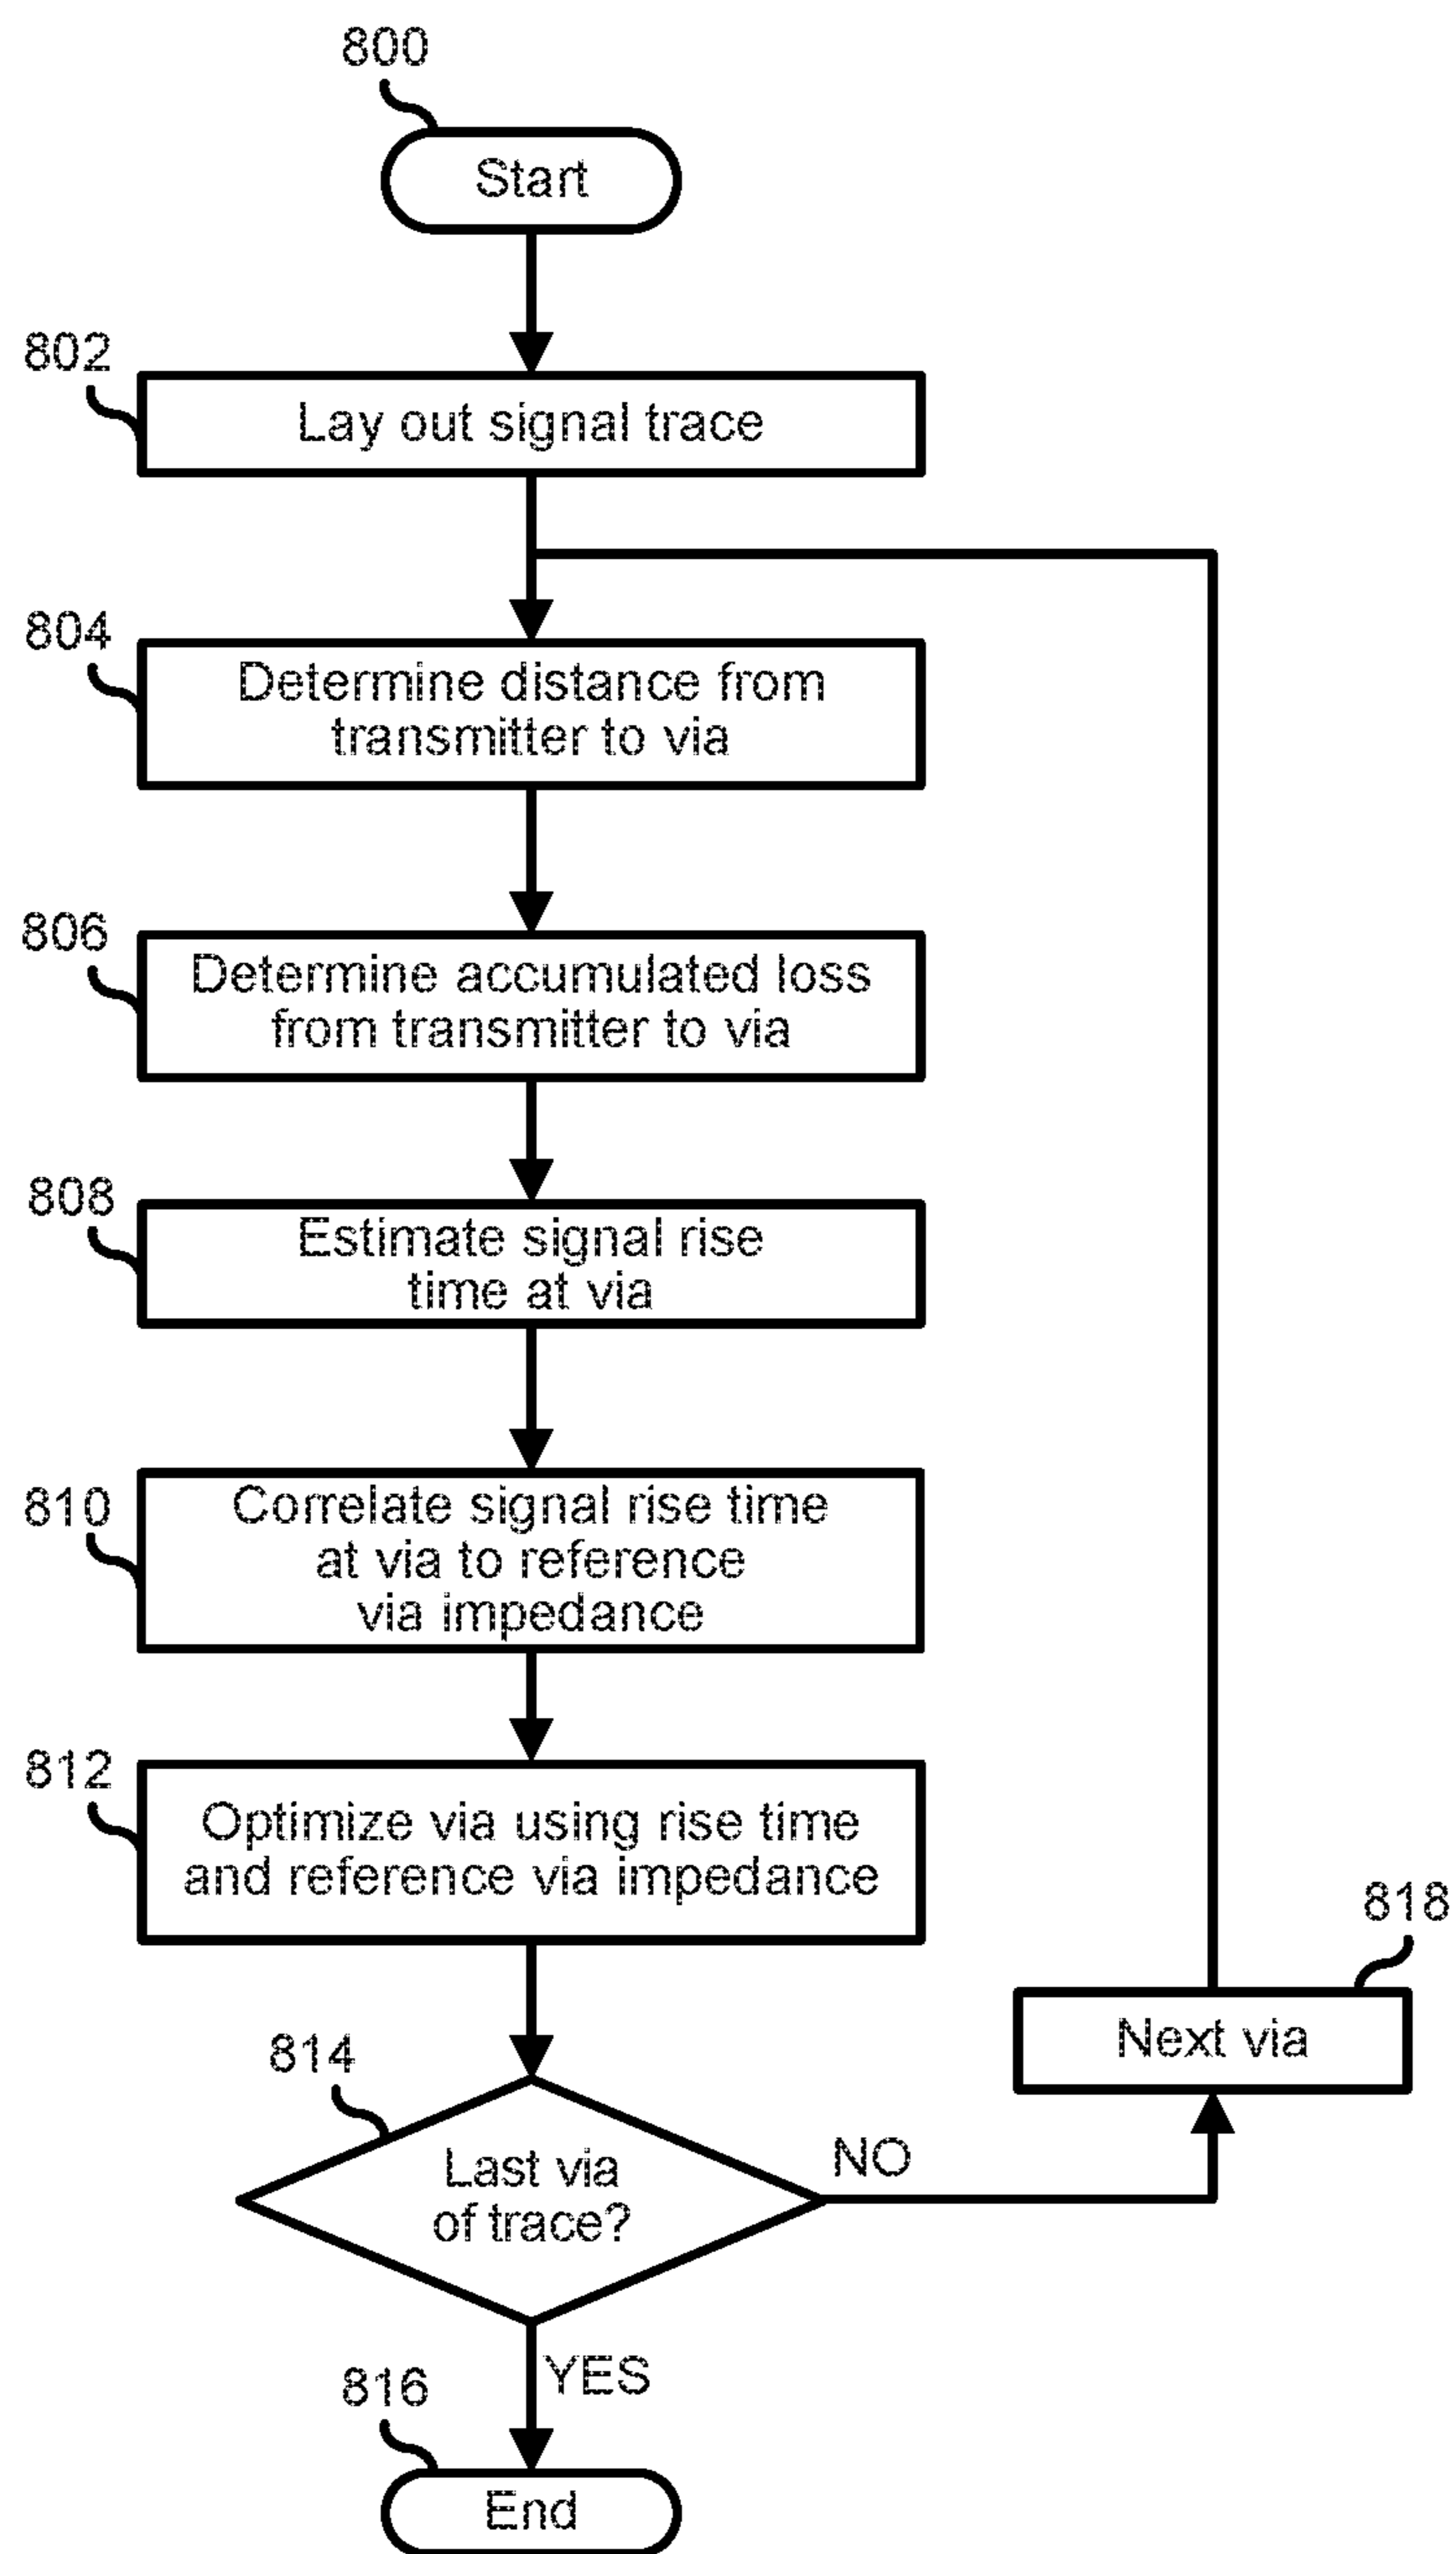 800
Start
802
Lay out signal trace
804
Determine distance from
transmitter to via
806
Determine accumulated loss
from transmitter to via
808
Estimate signal rise
time at via
810
Correlate signal rise time
at via to reference
via impedance
812
Optimize via using rise time
and reference via impedance
818
Next via
814
Last via
of trace?
NO
YES
816
End